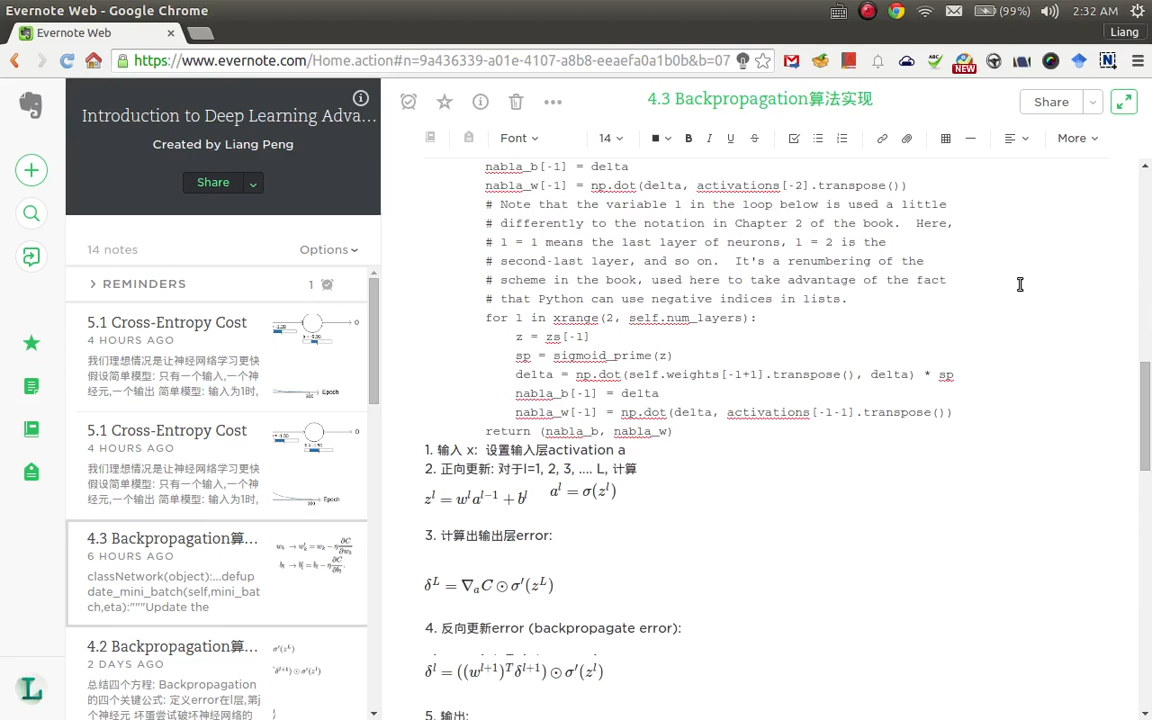 Evernote Web - Google Chrome
(99%)
2:32 AM
Evernote Web
Liang
https://www.evernote.com/Home.action#n=9a436339-a01e-4107-a8b8-eeaefa0a1b0b&b=07
NEW
N
Introduction to Deep Learning Adva...
Created by Liang Peng
Share
14 notes
Options
REMINDERS
1
5.1 Cross-Entropy Cost
4 HOURS AGO
我们理想情况是让神经网络学习更快
假设简单模型: 只有一个输入,一个神
经元,一个输出 简单模型: 输入为1时,
Epoch
5.1 Cross-Entropy Cost
4 HOURS AGO
我们理想情况是让神经网络学习更快
假设简单模型: 只有一个输入,一个神
经元,一个输出 简单模型: 输入为1时,
Epoch
4.3 Backpropagation算...
6 HOURS AGO
classNetwork(object):...defup
date_mini_batch(self,mini_bat
ch,eta):"""Update the
4.2 Backpropagation算...
2 DAYS AGO
总结四个方程: Backpropagation
的四个关键公式: 定义error在l层,第j
个神经元 坏蛋尝试破坏神经网络的
L
4.3 Backpropagation算法实现
Share
Font
14
B
I
U
More
nabla_b[-1] = delta
nabla_w[-1] = np.dot(delta, activations[-2].transpose())
# Note that the variable l in the loop below is used a little
# differently to the notation in Chapter 2 of the book.  Here,
# l = 1 means the last layer of neurons, l = 2 is the
# second-last layer, and so on.  It's a renumbering of the
# scheme in the book, used here to take advantage of the fact
# that Python can use negative indices in lists.
for l in xrange(2, self.num_layers):
z = zs[-l]
sp = sigmoid_prime(z)
delta = np.dot(self.weights[-l+1].transpose(), delta) * sp
nabla_b[-l] = delta
nabla_w[-l] = np.dot(delta, activations[-l-1].transpose())
return (nabla_b, nabla_w)
1. 输入 x:  设置输入层activation a
2. 正向更新: 对于l=1, 2, 3, .... L, 计算
z^l = w^l a^{l−1} + b^l    a^l = σ(z^l)
3. 计算出输出层error:
δ^L = ∇_a C ⊙ σ′(z^L)
4. 反向更新error (backpropagate error):
δ^l = ((w^{l+1})^T δ^{l+1}) ⊙ σ′(z^l)
5. 输出: